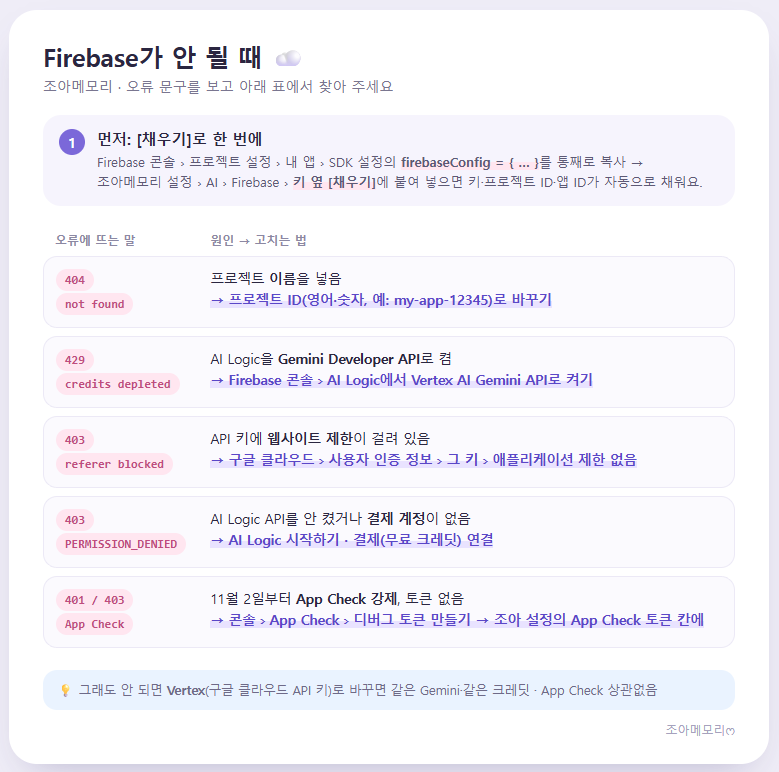 Firebase가 안 될 때 ☁️
조아메모리 · 오류 문구를 보고 아래 표에서 찾아 주세요
1
먼저: [채우기]로 한 번에
Firebase 콘솔 › 프로젝트 설정 › 내 앱 › SDK 설정의 firebaseConfig = { ... }를 통째로 복사 →
조아메모리 설정 › AI › Firebase › 키 옆 [채우기]에 붙여 넣으면 키·프로젝트 ID·앱 ID가 자동으로 채워요.
오류에 뜨는 말 원인 → 고치는 법
404
not found
프로젝트 이름을 넣음
→ 프로젝트 ID(영어·숫자, 예: my-app-12345)로 바꾸기
429
credits depleted
AI Logic을 Gemini Developer API로 켬
→ Firebase 콘솔 › AI Logic에서 Vertex AI Gemini API로 켜기
403
referer blocked
API 키에 웹사이트 제한이 걸려 있음
→ 구글 클라우드 › 사용자 인증 정보 › 그 키 › 애플리케이션 제한 없음
403
PERMISSION_DENIED
AI Logic API를 안 켰거나 결제 계정이 없음
→ AI Logic 시작하기 · 결제(무료 크레딧) 연결
401 / 403
App Check
11월 2일부터 App Check 강제, 토큰 없음
→ 콘솔 › App Check › 디버그 토큰 만들기 → 조아 설정의 App Check 토큰 칸에
💡 그래도 안 되면 Vertex(구글 클라우드 API 키)로 바꾸면 같은 Gemini·같은 크레딧 · App Check 상관없음
조아메모리ෆ